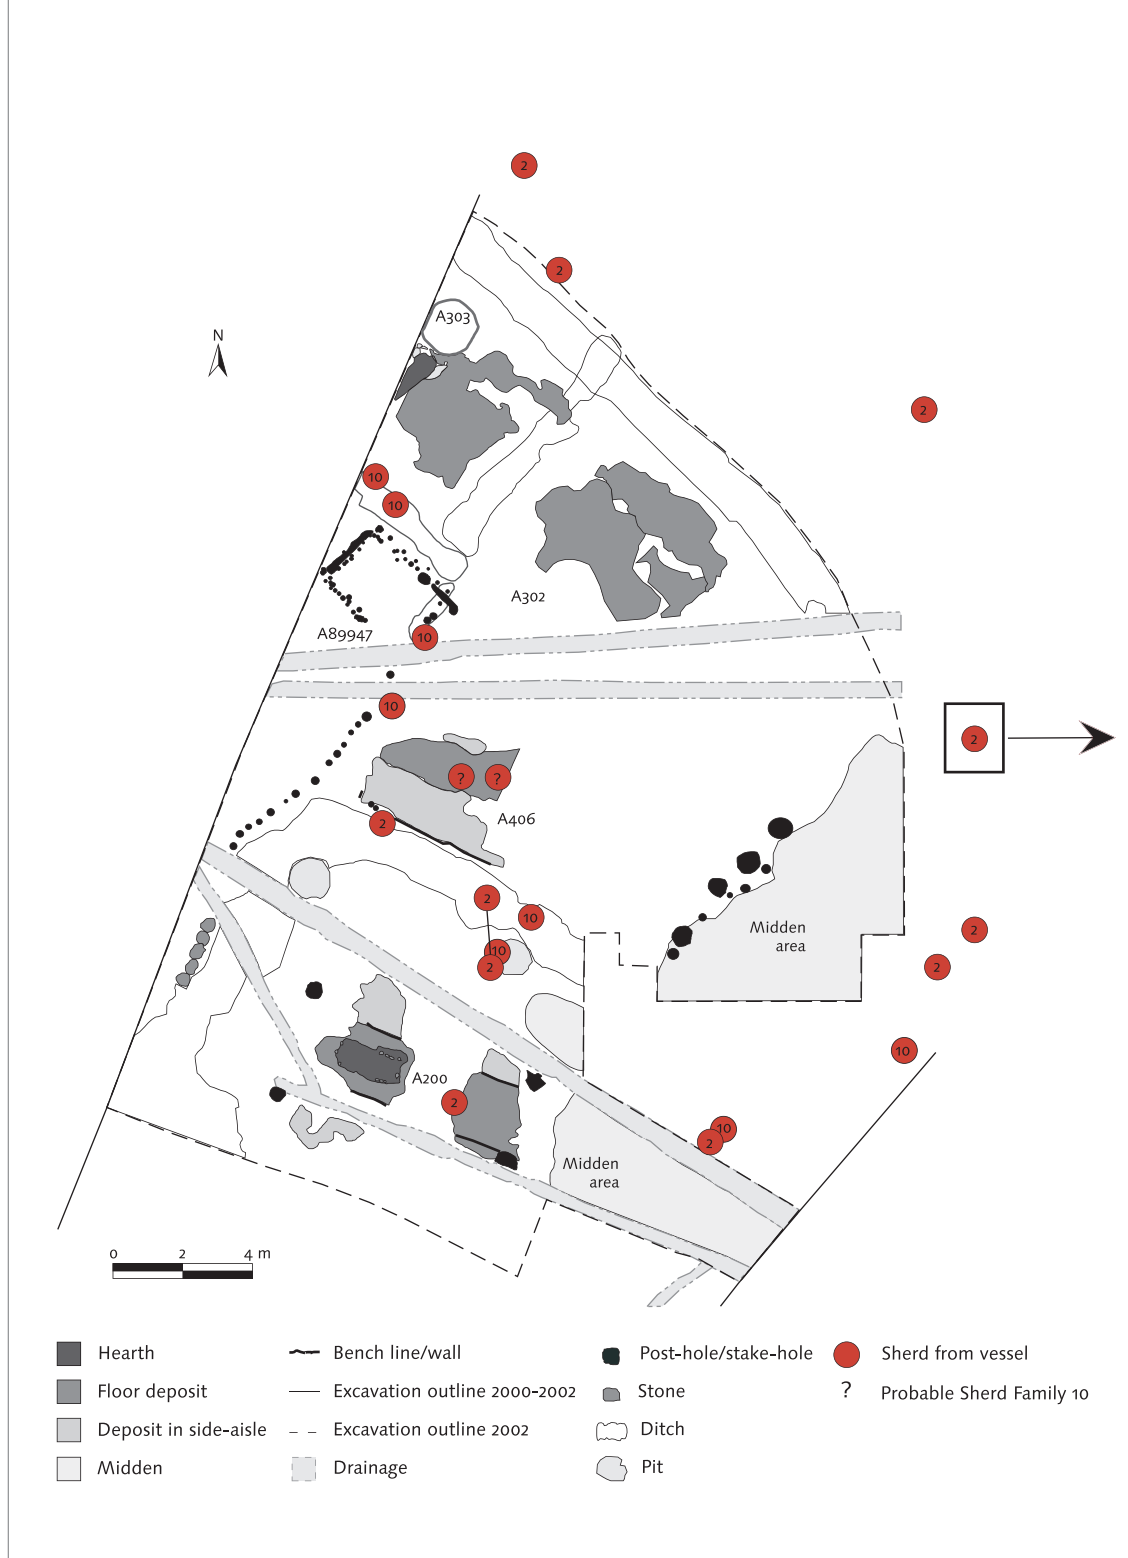 2
2
A303
N
2
10
10
A302
A89947
10
10
2
? ?
A406
2
2
10
Midden
area
2
10
2
2
10
A200
2
10
2
Midden
area
0 2 4 m
Hearth
Floor deposit
Deposit in side-aisle
Midden
Bench line/wall
Excavation outline 2000-2002
Excavation outline 2002
Drainage
Post-hole/stake-hole
Stone
Ditch
Pit
Sherd from vessel
? Probable Sherd Family 10